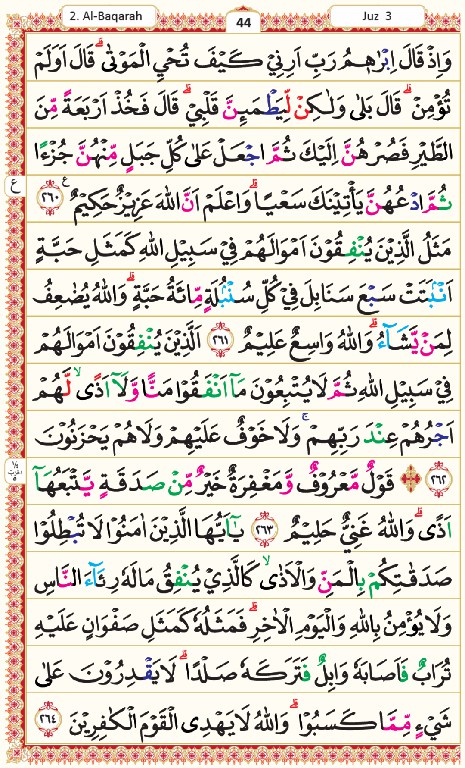 2. Al-Baqarah
44
Juz 3
وَاِذْ قَالَ اِبْرٰهٖمُ رَبِّ اَرِنِيْ كَيْفَ تُحْيِ الْمَوْتٰىۗ قَالَ اَوَلَمْ
تُؤْمِنْۗ قَالَ بَلٰى وَلٰكِنْ لِّيَطْمَىِٕنَّ قَلْبِيْۗ قَالَ فَخُذْ اَرْبَعَةً مِّنَ
الطَّيْرِ فَصُرْهُنَّ اِلَيْكَ ثُمَّ اجْعَلْ عَلٰى كُلِّ جَبَلٍ مِّنْهُنَّ جُزْءًا
ثُمَّ ادْعُهُنَّ يَأْتِيْنَكَ سَعْيًاۗ وَاعْلَمْ اَنَّ اللّٰهَ عَزِيْزٌ حَكِيْمٌ ࣖ ٢٦٠
ع
مَثَلُ الَّذِيْنَ يُنْفِقُوْنَ اَمْوَالَهُمْ فِيْ سَبِيْلِ اللّٰهِ كَمَثَلِ حَبَّةٍ
اَنْۢبَتَتْ سَبْعَ سَنَابِلَ فِيْ كُلِّ سُنْۢبُلَةٍ مِّائَةُ حَبَّةٍۗ وَاللّٰهُ يُضٰعِفُ
لِمَنْ يَّشَاۤءُۗ وَاللّٰهُ وَاسِعٌ عَلِيْمٌ ٢٦١ اَلَّذِيْنَ يُنْفِقُوْنَ اَمْوَالَهُمْ
فِيْ سَبِيْلِ اللّٰهِ ثُمَّ لَا يُتْبِعُوْنَ مَآ اَنْفَقُوْا مَنًّا وَّلَآ اَذًىۙ لَّهُمْ
اَجْرُهُمْ عِنْدَ رَبِّهِمْۚ وَلَا خَوْفٌ عَلَيْهِمْ وَلَا هُمْ يَحْزَنُوْنَ
٢٦٢ ۞ قَوْلٌ مَّعْرُوْفٌ وَّمَغْفِرَةٌ خَيْرٌ مِّنْ صَدَقَةٍ يَّتْبَعُهَآ
اَذًىۗ وَاللّٰهُ غَنِيٌّ حَلِيْمٌ ٢٦٣ يٰٓاَيُّهَا الَّذِيْنَ اٰمَنُوْا لَا تُبْطِلُوْا
صَدَقٰتِكُمْ بِالْمَنِّ وَالْاَذٰىۙ كَالَّذِيْ يُنْفِقُ مَالَهٗ رِئَاۤءَ النَّاسِ
وَلَا يُؤْمِنُ بِاللّٰهِ وَالْيَوْمِ الْاٰخِرِۗ فَمَثَلُهٗ كَمَثَلِ صَفْوَانٍ عَلَيْهِ
تُرَابٌ فَاَصَابَهٗ وَابِلٌ فَتَرَكَهٗ صَلْدًاۗ لَا يَقْدِرُوْنَ عَلٰى
شَيْءٍ مِّمَّا كَسَبُوْاۗ وَاللّٰهُ لَا يَهْدِى الْقَوْمَ الْكٰفِرِيْنَ ٢٦٤